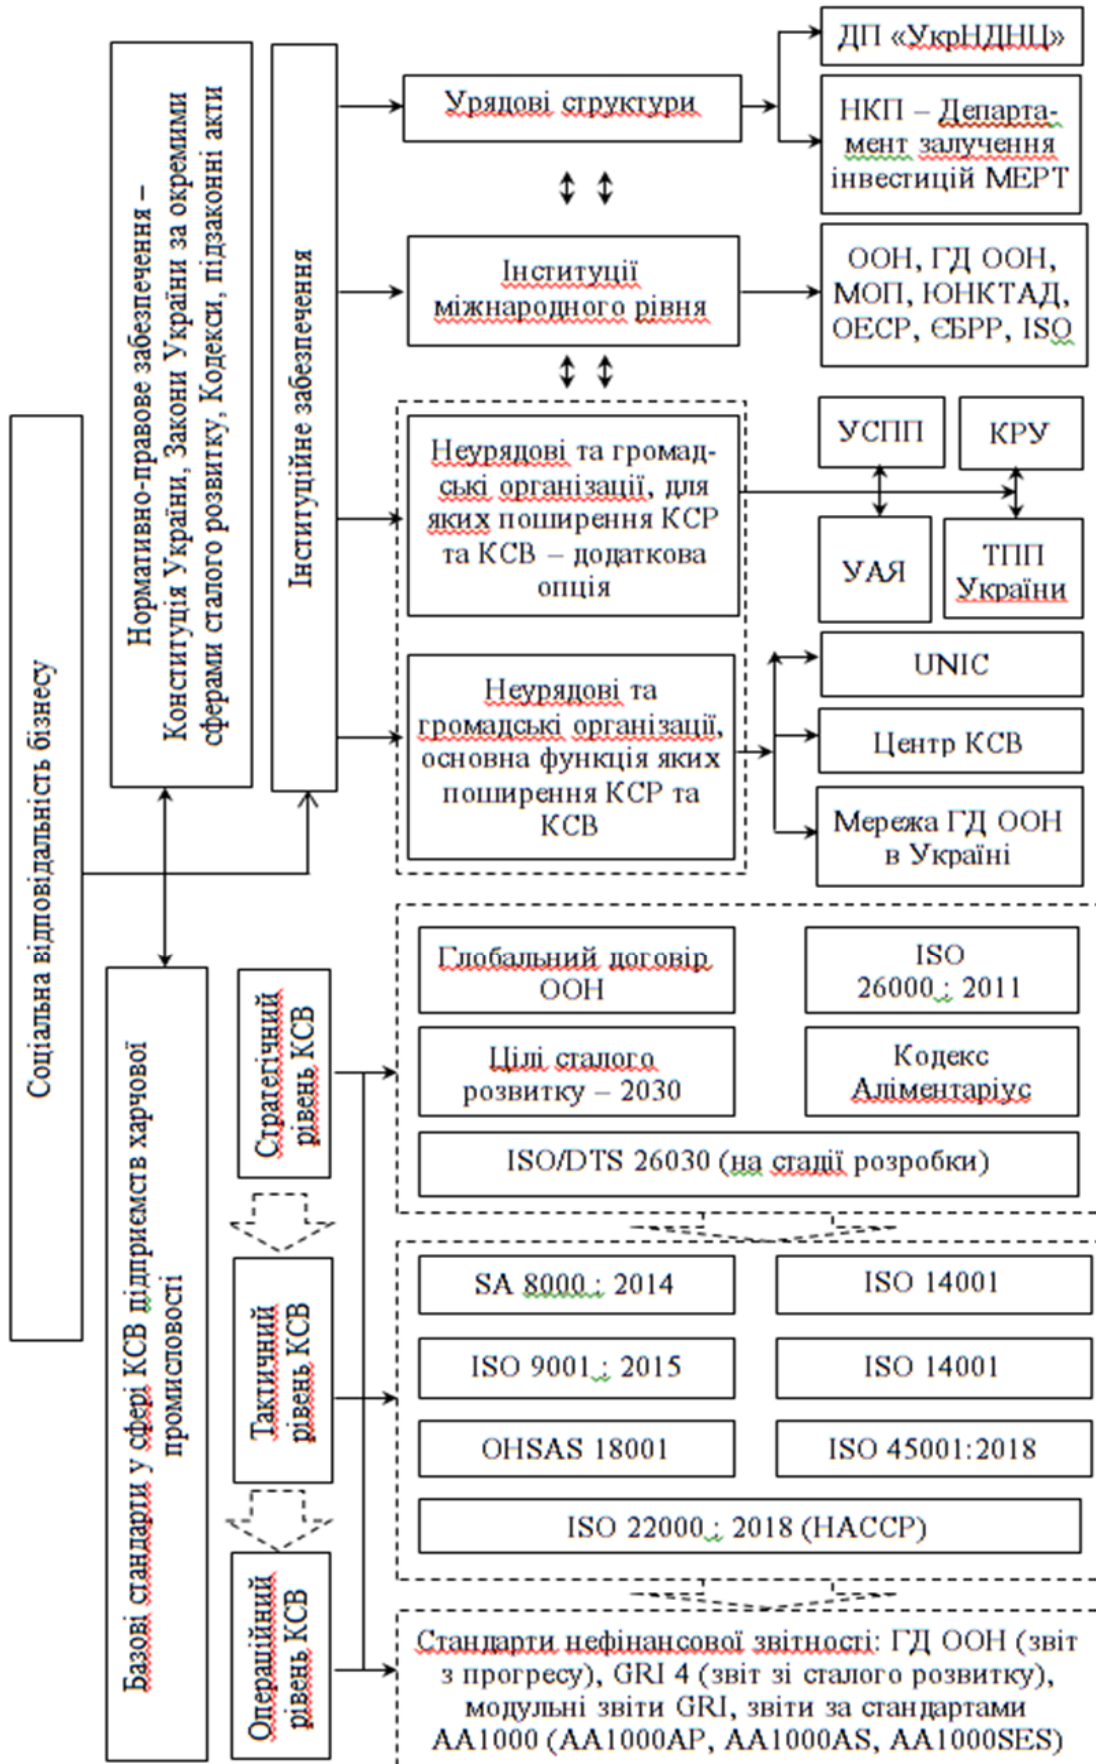 Соціальна відповідальність бізнесу
Нормативно-правове забезпечення –
Конституція України, Закони України за окремими
сферами сталого розвитку, Кодекси, підзаконні акти
Інституційне забезпечення
Урядові структури
ДП «УкрНДНЦ»
НКП – Департа-
мент залучення
інвестицій МЕРТ
Інституції
міжнародного рівня
ООН, ГД ООН,
МОП, ЮНКТАД,
ОЕСР, ЄБРР, ISO
Неурядові та громад-
ські організації, для
яких поширення КСР
та КСВ – додаткова
опція
УСПП
КРУ
УАЯ
ТПП
України
Неурядові та
громадські організації,
основна функція яких
поширення КСР та
КСВ
UNIC
Центр КСВ
Мережа ГД ООН
в Україні
Базові стандарти у сфері КСВ підприємств харчової
промисловості
Стратегічний
рівень КСВ
Глобальний договір
ООН
ISO
26000 : 2011
Цілі сталого
розвитку – 2030
Кодекс
Аліментаріус
ISO/DTS 26030 (на стадії розробки)
Тактичний
рівень КСВ
SA 8000 : 2014
ISO 14001
ISO 9001 : 2015
ISO 14001
OHSAS 18001
ISO 45001:2018
ISO 22000 : 2018 (НАССР)
Операційний
рівень КСВ
Стандарти нефінансової звітності: ГД ООН (звіт
з прогресу), GRI 4 (звіт зі сталого розвитку),
модульні звіти GRI, звіти за стандартами
АА1000 (AA1000AP, AA1000AS, AA1000SES)